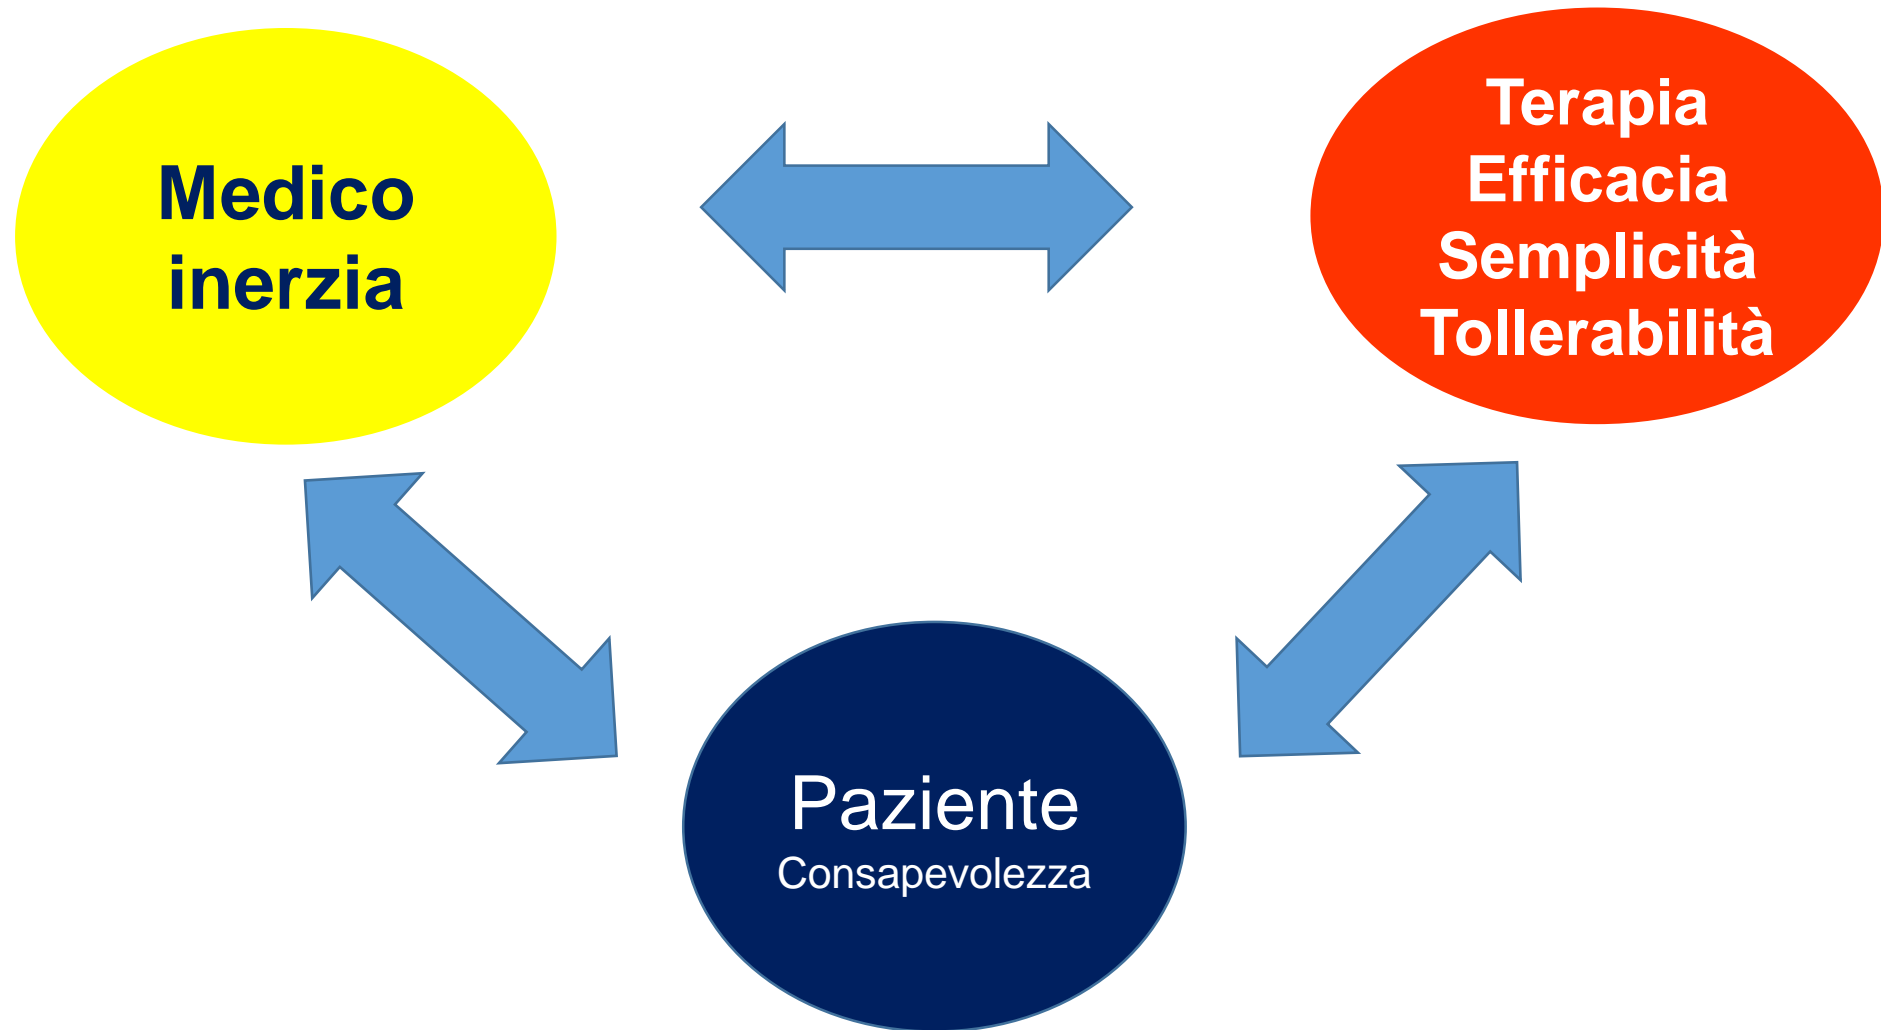 Medico
inerzia
Terapia
Efficacia
Semplicità
Tollerabilità
Paziente
Consapevolezza